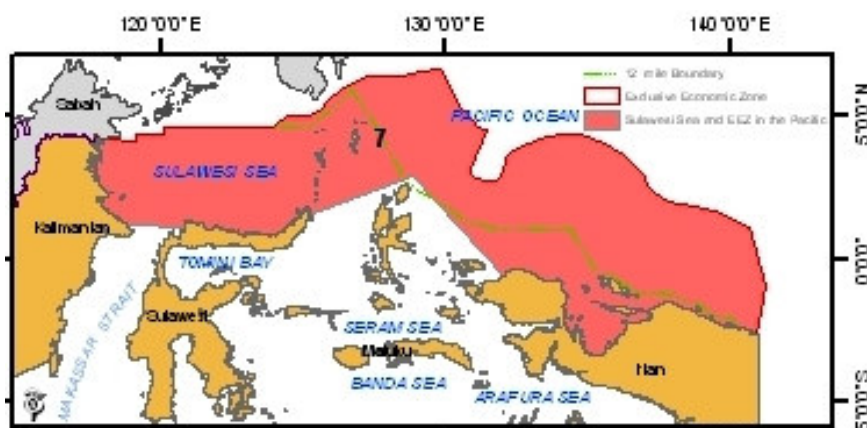 120°0'0"E
130°0'0"E
140°0'0"E
12 mile Boundary
Exclusive Economic Zone
Sulawesi Sea and EEZ in the Pacific
Sabah
PACIFIC OCEAN
5°0'0"N
7
SULAWESI SEA
Kalimantan
TOMINI BAY
0°0'0"
MAKASSAR STRAIT
Sulawesi
SERAM SEA
Maluku
BANDA SEA
ARAFURA SEA
5°0'0"S